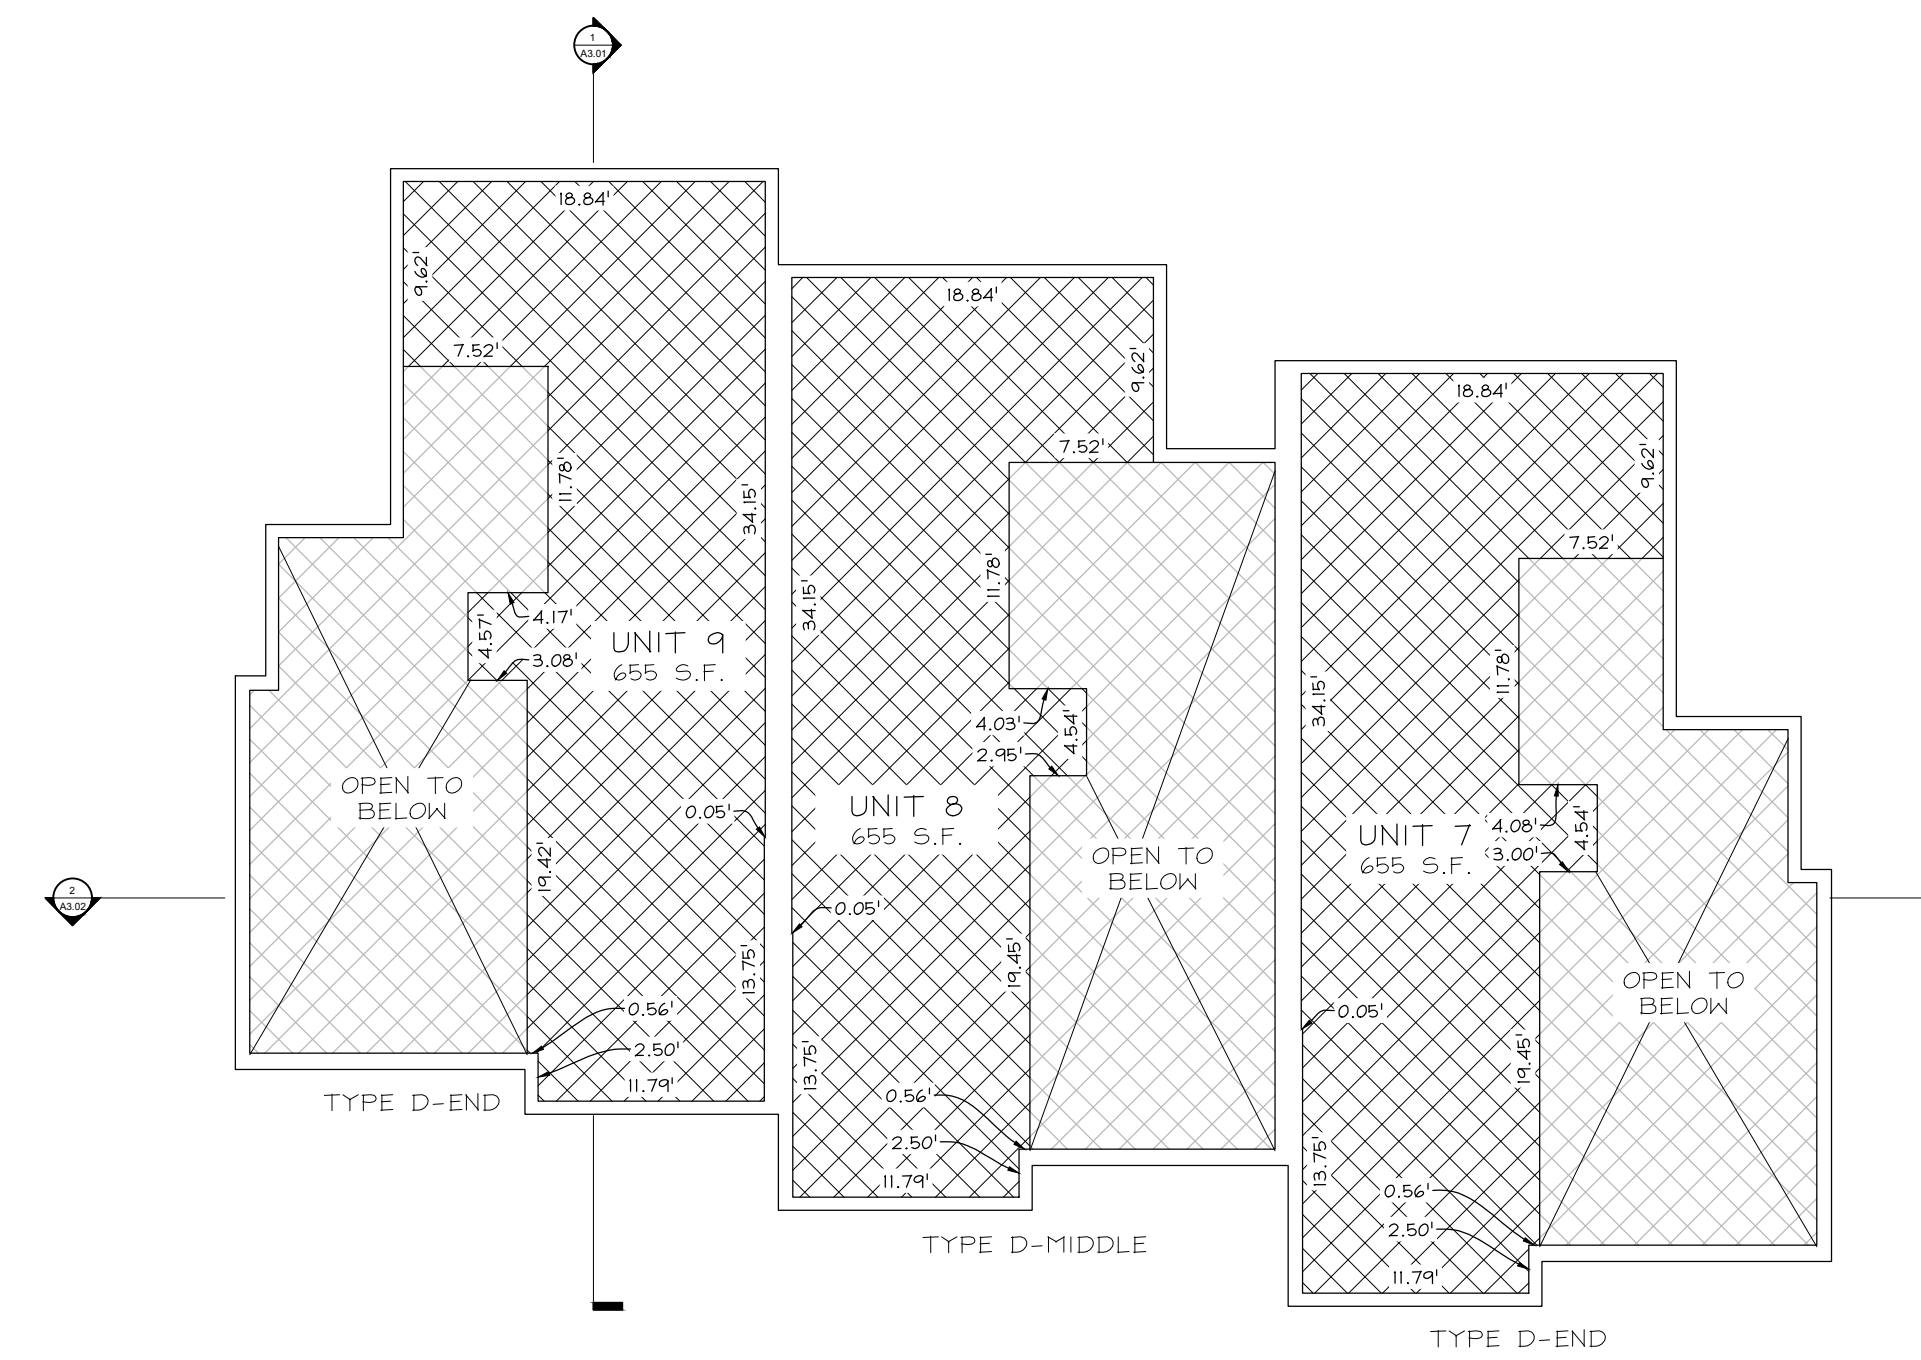 1
A3.01
18.84'
9.62'
7.52'
11.78'
34.15'
4.17'
4.57'
3.08'
UNIT 9
655 S.F.
OPEN TO
BELOW
0.05'
19.42'
13.75'
0.56'
2.50'
11.79'
TYPE D-END
18.84'
9.62'
7.52'
11.78'
34.15'
4.03'
4.54'
2.95'
UNIT 8
655 S.F.
OPEN TO
BELOW
0.05'
19.45'
13.75'
0.56'
2.50'
11.79'
TYPE D-MIDDLE
18.84'
9.62'
7.52'
11.78'
34.15'
4.08'
4.54'
3.00'
UNIT 7
655 S.F.
OPEN TO
BELOW
0.05'
19.45'
13.75'
0.56'
2.50'
11.79'
TYPE D-END
2
A3.02